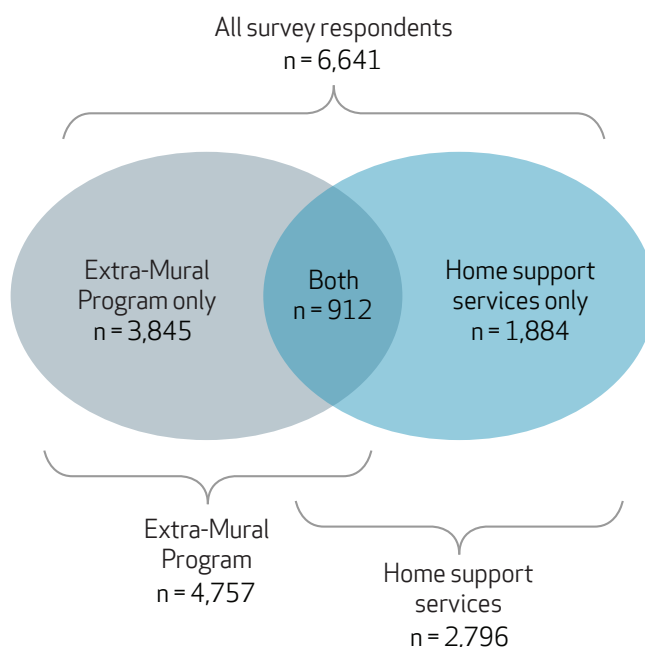 All survey respondents
n = 6,641
Extra-Mural
Program only
n = 3,845
Both
n = 912
Home support
services only
n = 1,884
Extra-Mural
Program
n = 4,757
Home support
services
n = 2,796